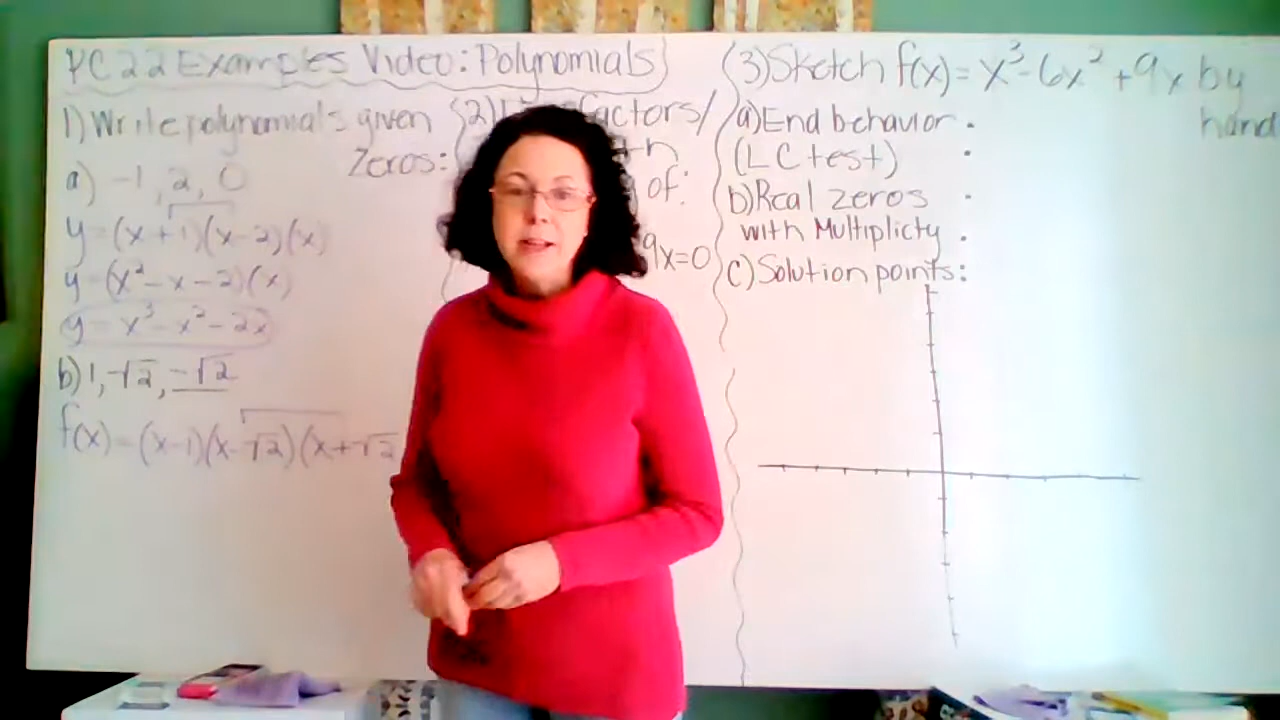 PC 2.2 Examples Video: Polynomials
1) Write polynomials given
zeros:
a) -1, 2, 0
y = (x + 1)(x - 2)(x)
y = (x² - x - 2)(x)
y = x³ - x² - 2x
b) 1, √2, -√2
f(x) = (x-1)(x-√2)(x+√2
2) factors/
of:
9x=0
(3) Sketch f(x) = x³ - 6x² + 9x by
hand
a) End behavior
(LC test)
b) Real zeros
with Multiplicty
c) Solution points: